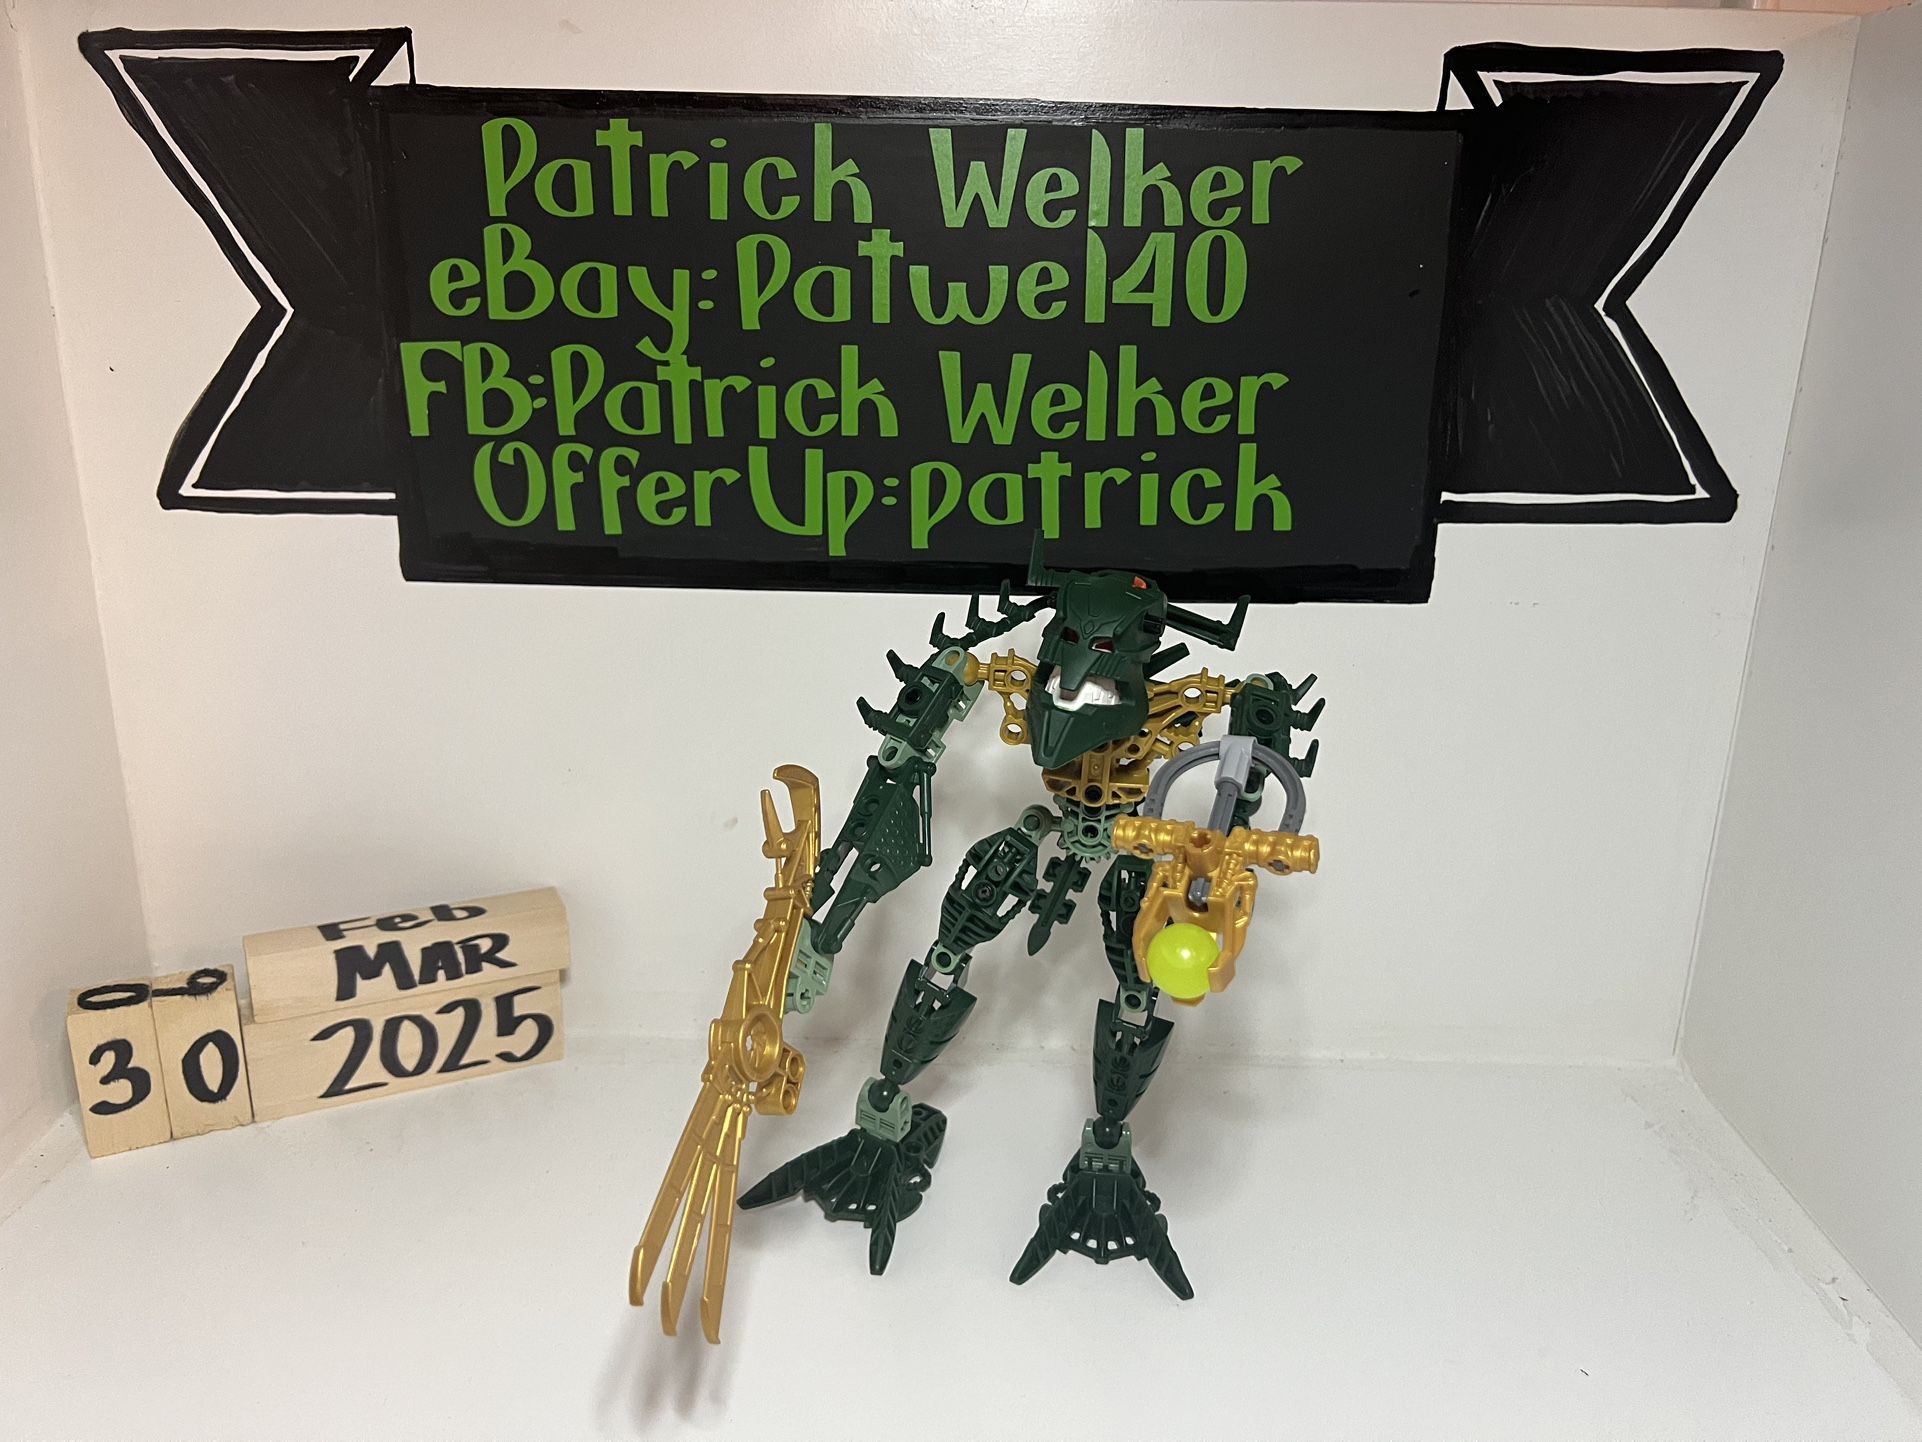 Patrick Welker
eBay:Patwel40
FB:Patrick Welker
OfferUp:patrick
Feb
MAR
30
2025